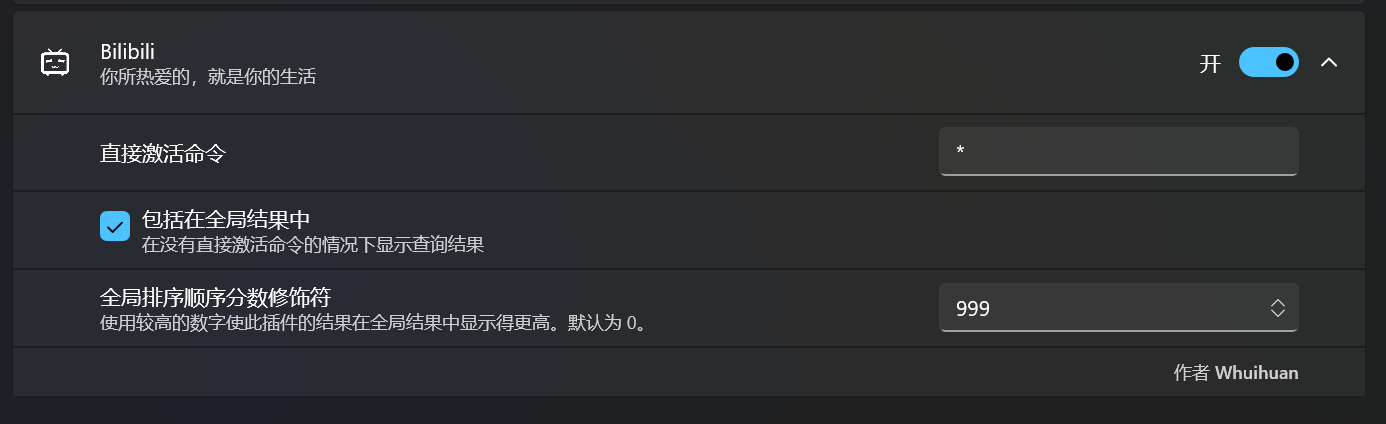 Bilibili
你所热爱的，就是你的生活
开
直接激活命令
*
包括在全局结果中
在没有直接激活命令的情况下显示查询结果
全局排序顺序分数修饰符
使用较高的数字使此插件的结果在全局结果中显示得更高。默认为 0。
999
作者 Whuihuan